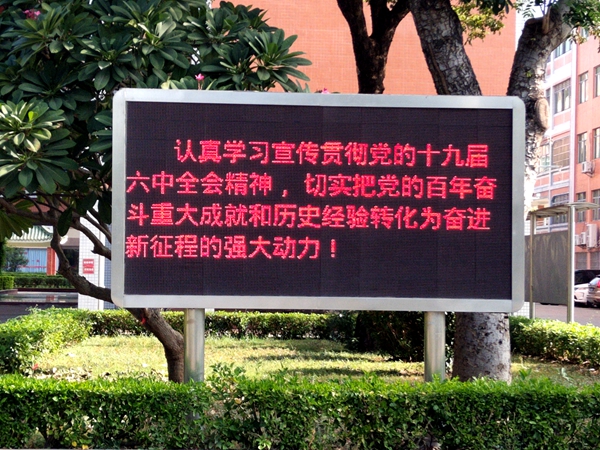 认真学习宣传贯彻党的十九届
六中全会精神，切实把党的百年奋
斗重大成就和历史经验转化为奋进
新征程的强大动力！